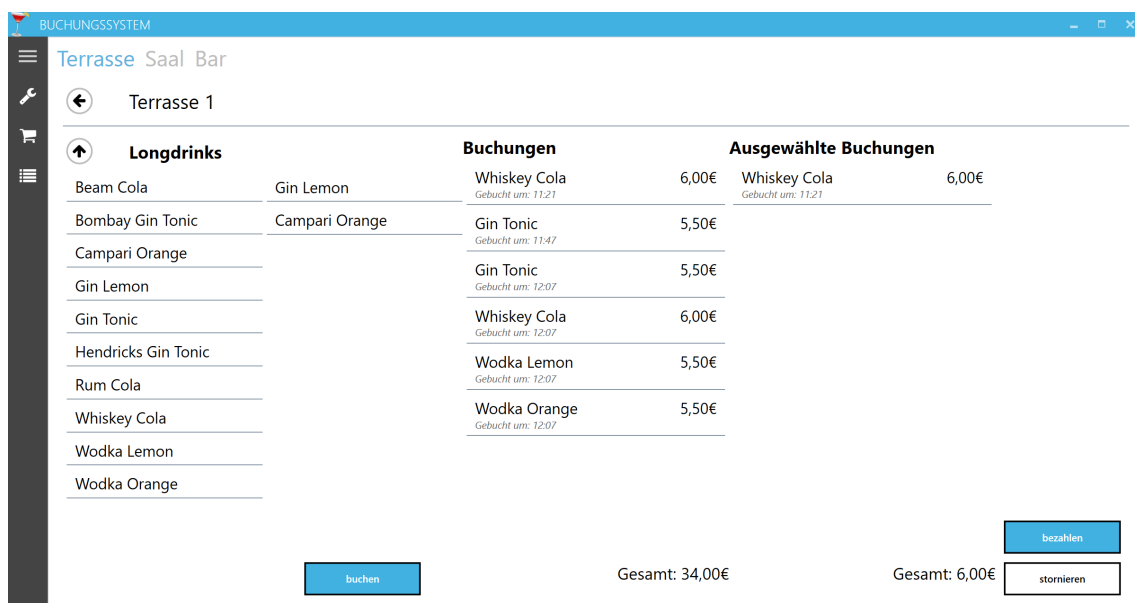 BUCHUNGSSYSTEM
Terrasse Saal Bar
Terrasse 1
Longdrinks
Beam Cola
Bombay Gin Tonic
Campari Orange
Gin Lemon
Gin Tonic
Hendricks Gin Tonic
Rum Cola
Whiskey Cola
Wodka Lemon
Wodka Orange
Gin Lemon
Campari Orange
buchen
Buchungen
Whiskey Cola 6,00€
Gebucht um: 11:21
Gin Tonic 5,50€
Gebucht um: 11:47
Gin Tonic 5,50€
Gebucht um: 12:07
Whiskey Cola 6,00€
Gebucht um: 12:07
Wodka Lemon 5,50€
Gebucht um: 12:07
Wodka Orange 5,50€
Gebucht um: 12:07
Gesamt: 34,00€
Ausgewählte Buchungen
Whiskey Cola 6,00€
Gebucht um: 11:21
Gesamt: 6,00€
bezahlen
stornieren